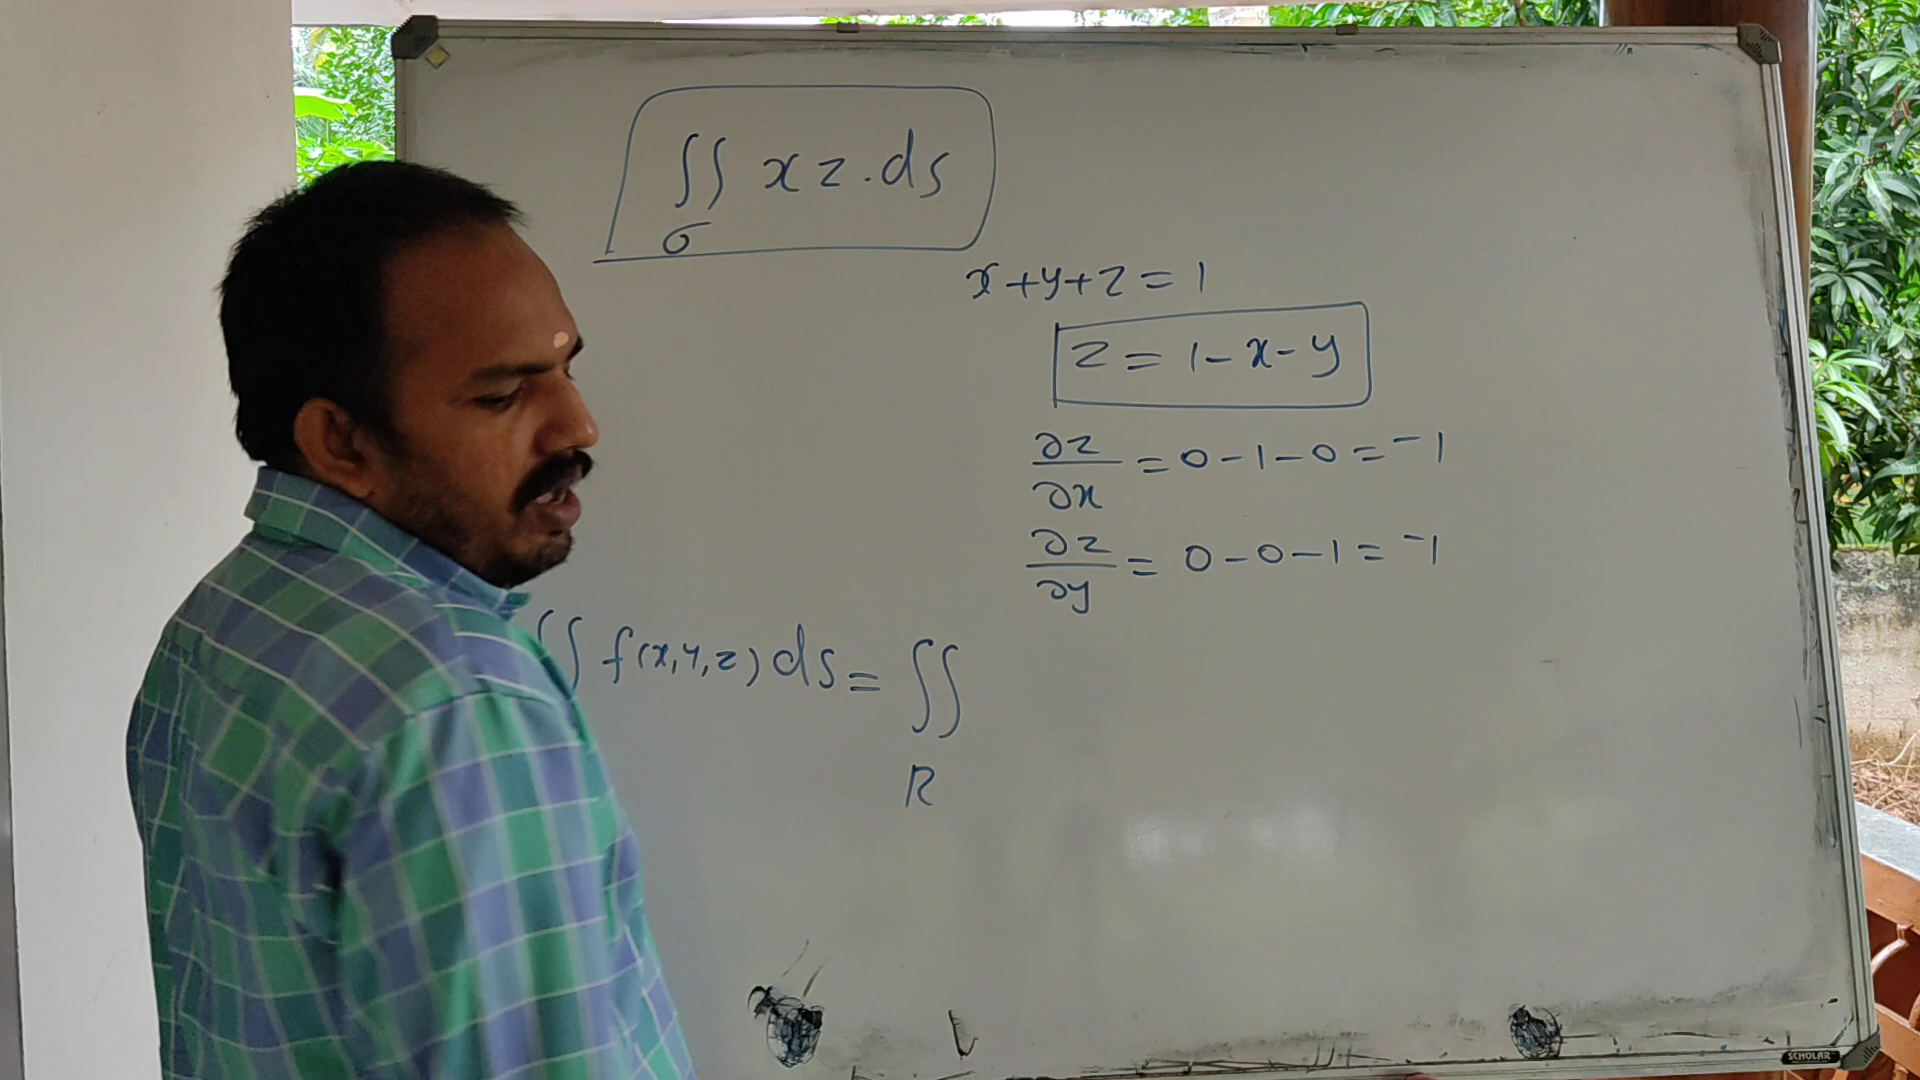 ∬ xz.ds
σ
x+y+z=1
z=1-x-y
∂z/∂x = 0-1-0 = -1
∂z/∂y = 0-0-1 = -1
∬ f(x,y,z) ds = ∬
R
SCHOLAR